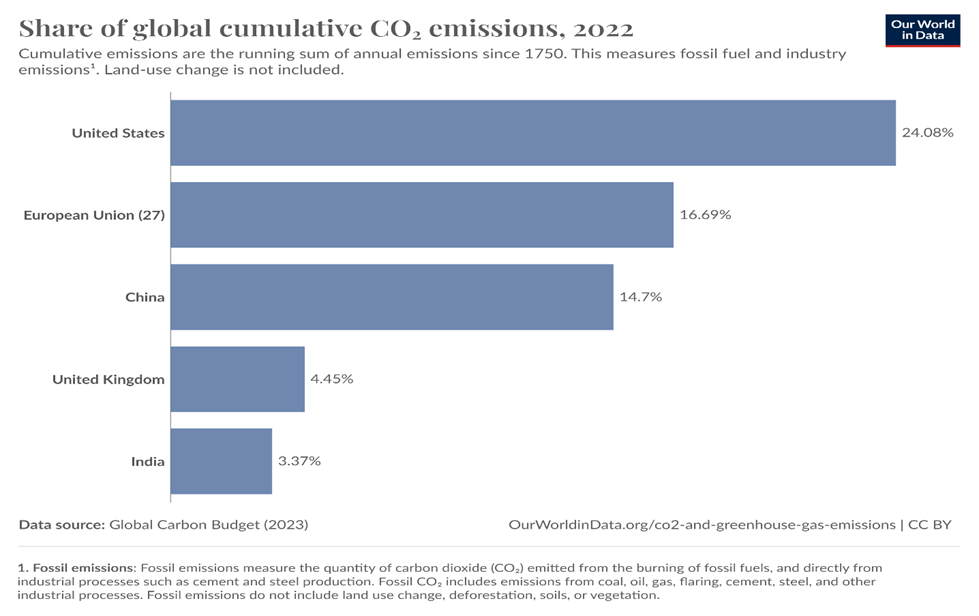 Share of global cumulative CO₂ emissions, 2022
Our World
in Data
Cumulative emissions are the running sum of annual emissions since 1750. This measures fossil fuel and industry
emissions¹. Land-use change is not included.
United States 24.08%
European Union (27) 16.69%
China 14.7%
United Kingdom 4.45%
India 3.37%
Data source: Global Carbon Budget (2023) OurWorldinData.org/co2-and-greenhouse-gas-emissions | CC BY
1. Fossil emissions: Fossil emissions measure the quantity of carbon dioxide (CO₂) emitted from the burning of fossil fuels, and directly from
industrial processes such as cement and steel production. Fossil CO₂ includes emissions from coal, oil, gas, flaring, cement, steel, and other
industrial processes. Fossil emissions do not include land use change, deforestation, soils, or vegetation.